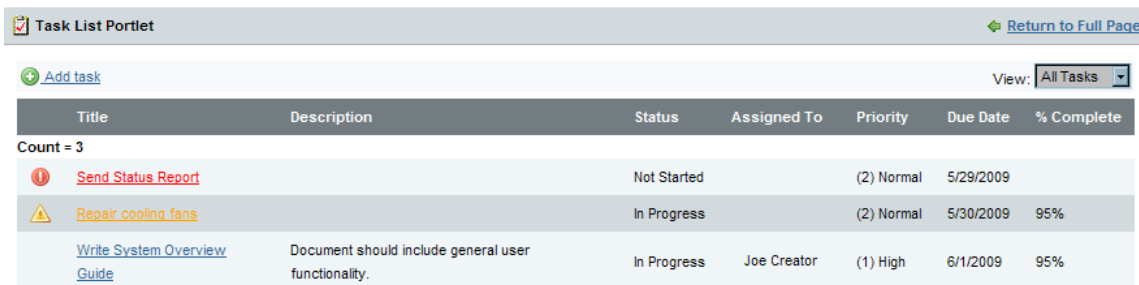 Task List Portlet Return to Full Page
Add task View: All Tasks
Title Description Status Assigned To Priority Due Date % Complete
Count = 3
Send Status Report Not Started (2) Normal 5/29/2009
Repair cooling fans In Progress (2) Normal 5/30/2009 95%
Write System Overview Document should include general user In Progress Joe Creator (1) High 6/1/2009 95%
Guide functionality.